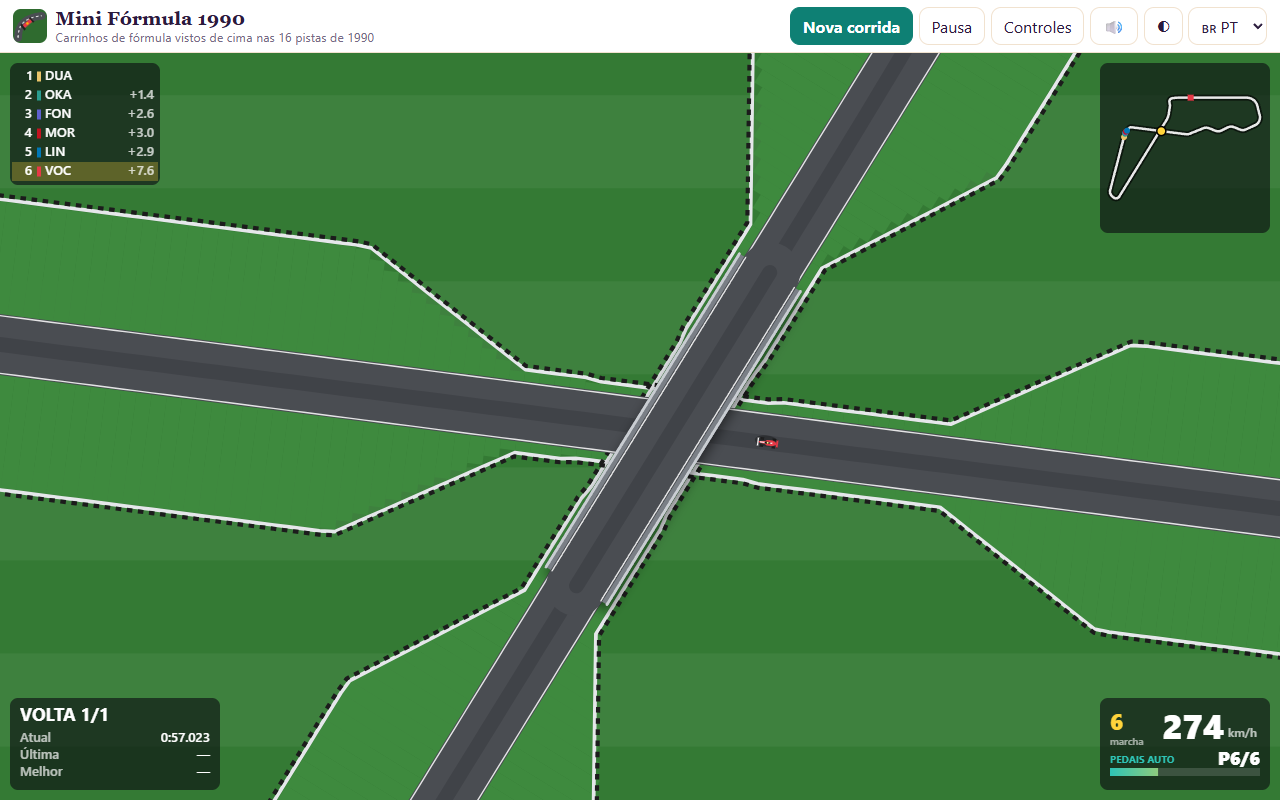 Mini Fórmula 1990
Carrinhos de fórmula vistos de cima nas 16 pistas de 1990
Nova corrida
Pausa
Controles
BR PT
1 DUA
2 OKA +1.4
3 FON +2.6
4 MOR +3.0
5 LIN +2.9
6 VOC +7.6
VOLTA 1/1
Atual 0:57.023
Última —
Melhor —
6 274 km/h
marcha
PEDAIS AUTO P6/6